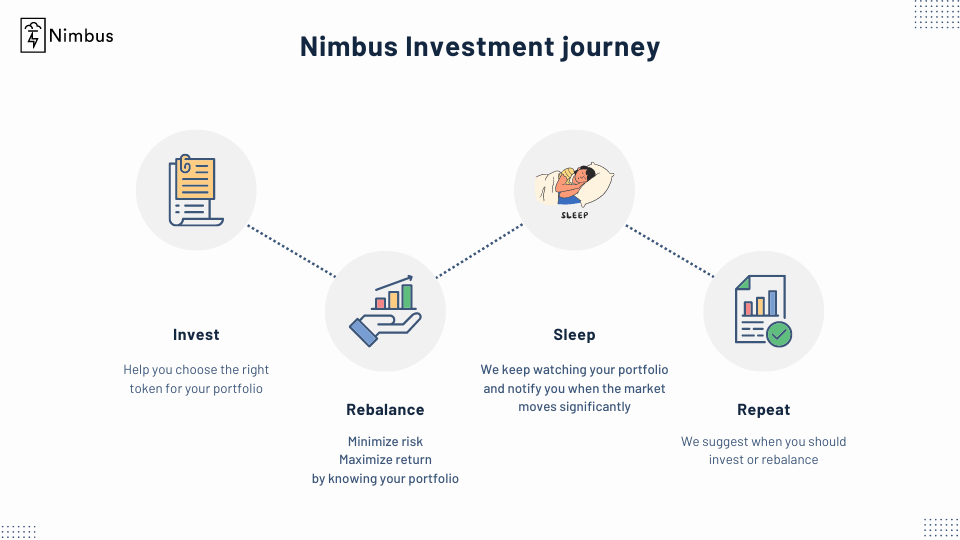 Nimbus
Nimbus Investment journey
SLEEP
Invest
Help you choose the right
token for your portfolio
Rebalance
Minimize risk
Maximize return
by knowing your portfolio
Sleep
We keep watching your portfolio
and notify you when the market
moves significantly
Repeat
We suggest when you should
invest or rebalance